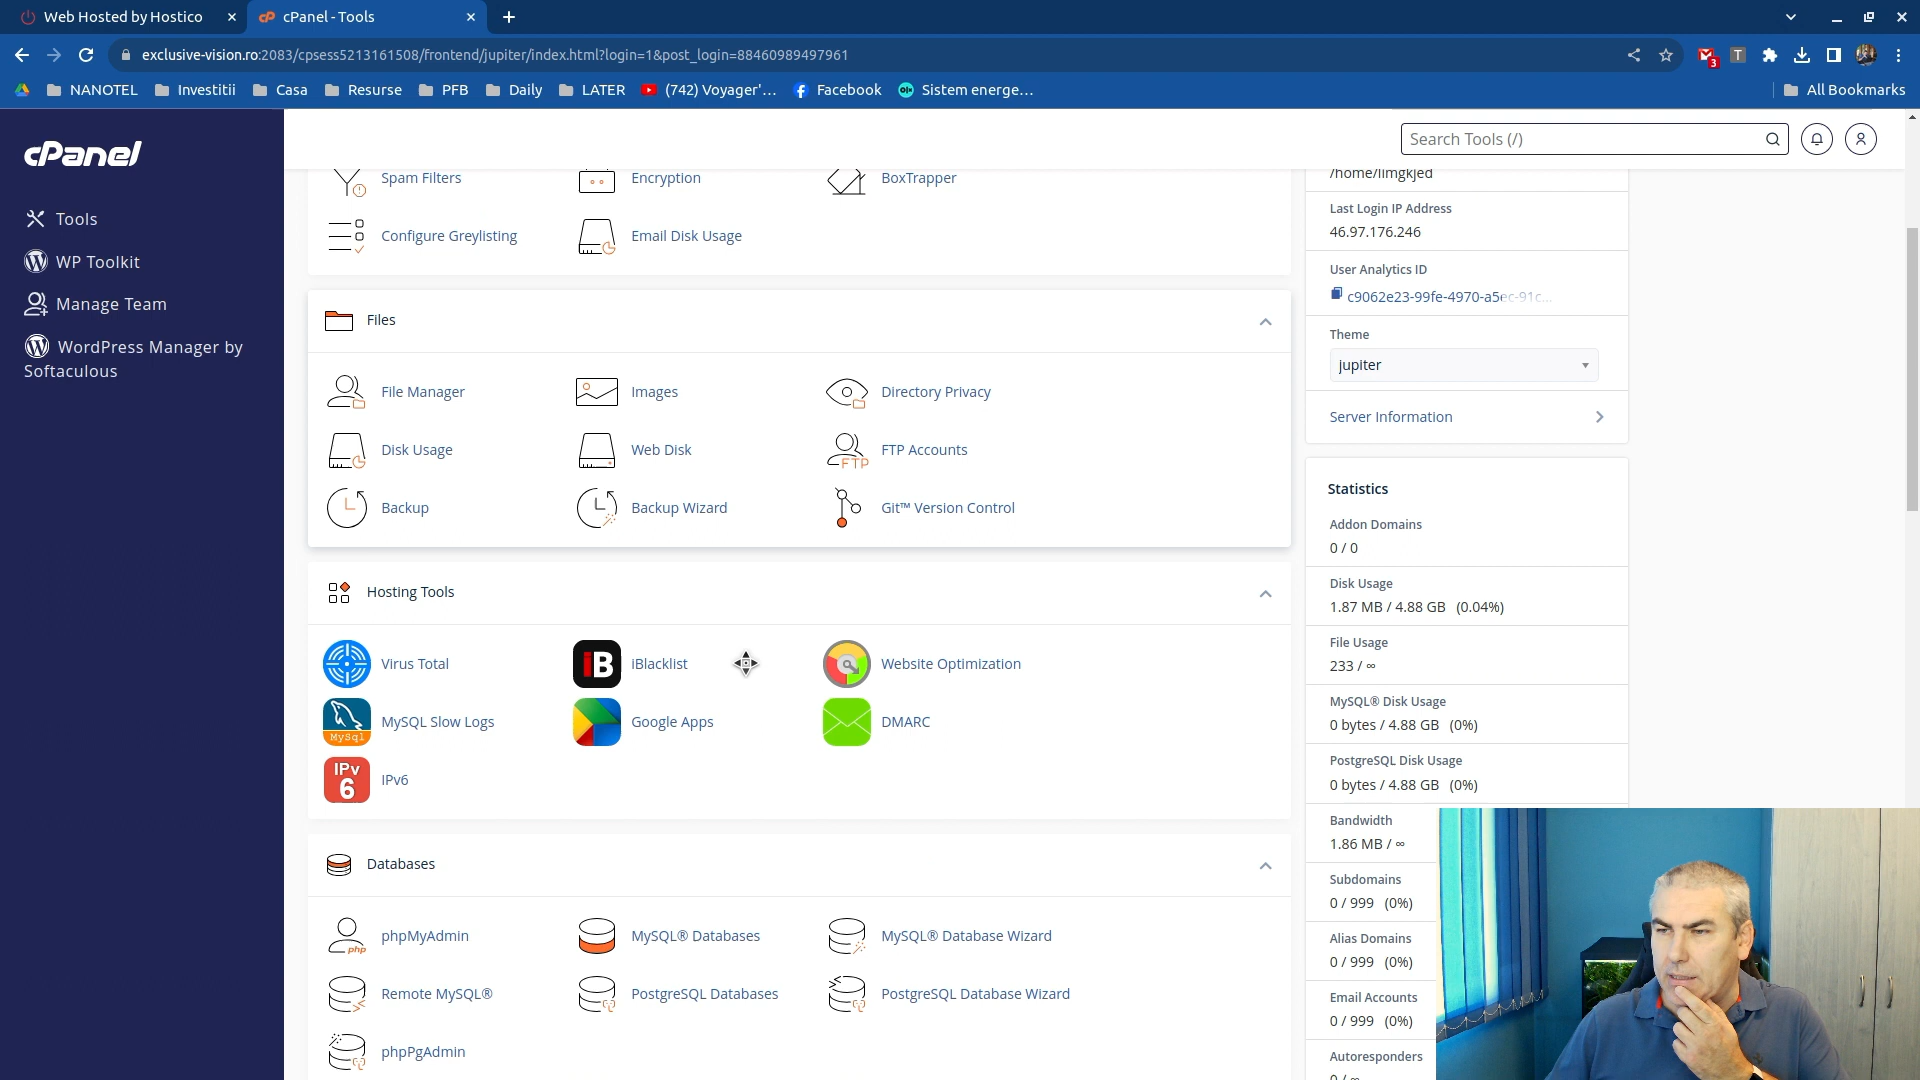 Web Hosted by Hostico
cPanel - Tools
exclusive-vision.ro:2083/cpsess5213161508/frontend/jupiter/index.html?login=1&post_login=88460989497961
3
T
NANOTEL
Investitii
Casa
Resurse
PFB
Daily
LATER
(742) Voyager'...
Facebook
Sistem energe...
All Bookmarks
cPanel
Search Tools (/)
Tools
WP Toolkit
Manage Team
WordPress Manager by
Softaculous
Spam Filters
Encryption
BoxTrapper
Configure Greylisting
Email Disk Usage
Files
File Manager
Images
Directory Privacy
Disk Usage
Web Disk
FTP
FTP Accounts
Backup
Backup Wizard
Git™ Version Control
Hosting Tools
Virus Total
iB
iBlacklist
Website Optimization
MySql
MySQL Slow Logs
Google Apps
DMARC
IPv
6
IPv6
Databases
php
phpMyAdmin
MySQL® Databases
MySQL® Database Wizard
Remote MySQL®
PostgreSQL Databases
PostgreSQL Database Wizard
phpPgAdmin
Last Login IP Address
46.97.176.246
User Analytics ID
c9062e23-99fe-4970-a5ec-91c...
Theme
jupiter
Server Information
Statistics
Addon Domains
0 / 0
Disk Usage
1.87 MB / 4.88 GB (0.04%)
File Usage
233 / ∞
MySQL® Disk Usage
0 bytes / 4.88 GB (0%)
PostgreSQL Disk Usage
0 bytes / 4.88 GB (0%)
Bandwidth
1.86 MB / ∞
Subdomains
0 / 999 (0%)
Alias Domains
0 / 999 (0%)
Email Accounts
0 / 999 (0%)
Autoresponders